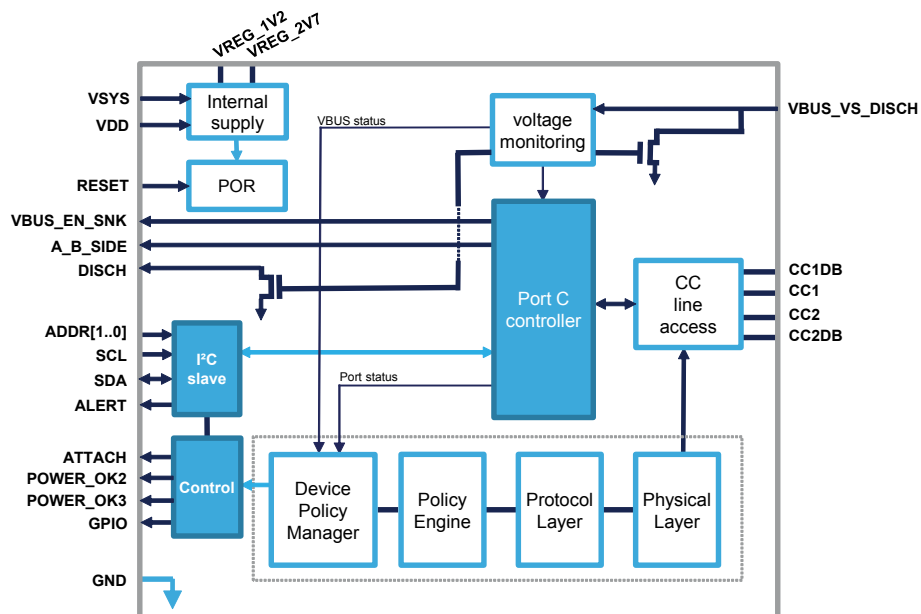 VREG_1V2
VREG_2V7
VSYS
VDD
Internal
supply
VBUS status
voltage
monitoring
VBUS_VS_DISCH
RESET
POR
VBUS_EN_SNK
A_B_SIDE
DISCH
Port C
controller
CC
line
access
CC1DB
CC1
CC2
CC2DB
ADDR[1..0]
SCL
SDA
ALERT
I²C
slave
Port status
ATTACH
POWER_OK2
POWER_OK3
GPIO
Control
Device
Policy
Manager
Policy
Engine
Protocol
Layer
Physical
Layer
GND